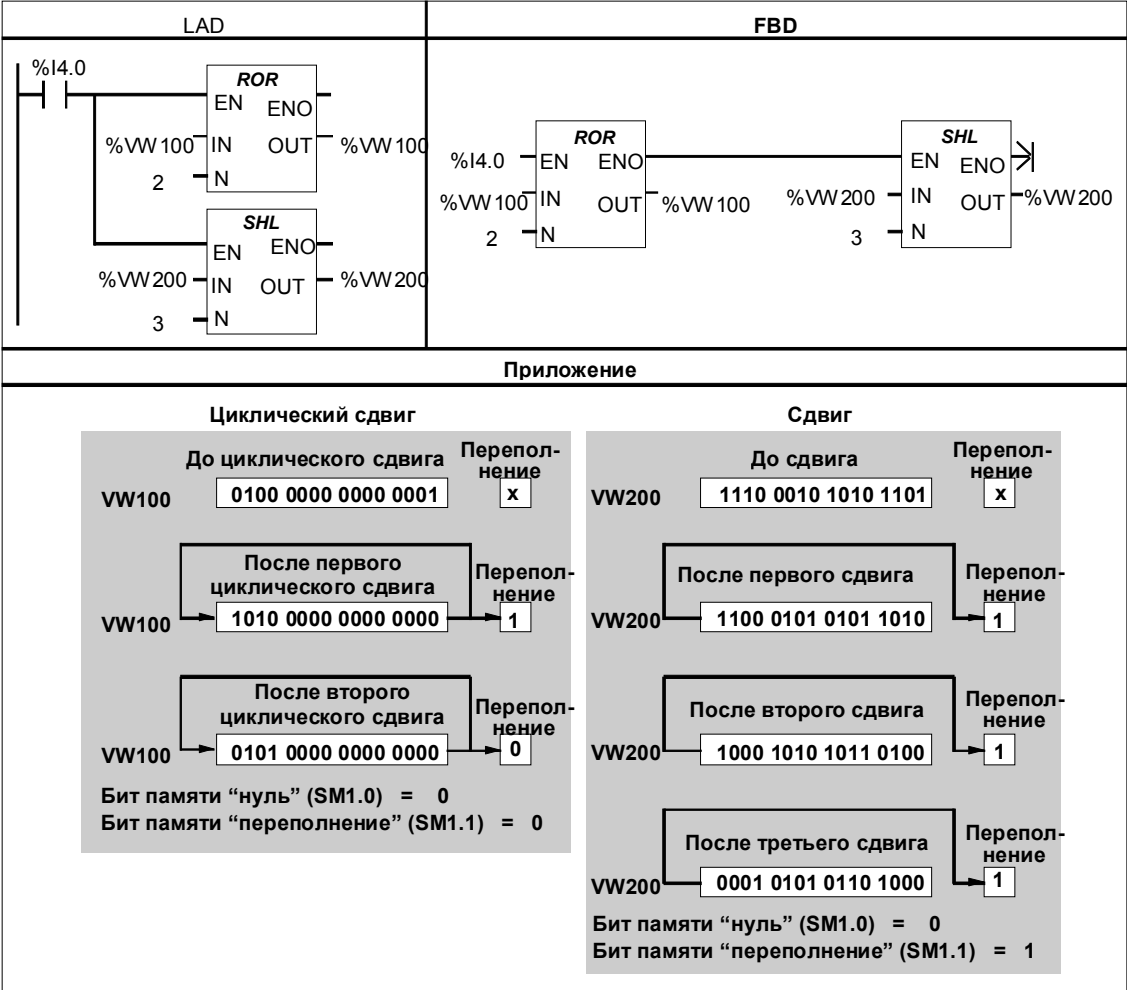 LAD
FBD
%I4.0
ROR
EN ENO
%VW100 IN OUT %VW100
2 N
SHL
EN ENO
%VW200 IN OUT %VW200
3 N
ROR
%I4.0 EN ENO
%VW100 IN OUT %VW100
2 N
SHL
EN ENO
%VW200 IN OUT %VW200
3 N
Приложение
Циклический сдвиг
До циклического сдвига
Перепол-
нение
VW100 0100 0000 0000 0001 x
После первого
циклического сдвига
Перепол-
нение
VW100 1010 0000 0000 0000 1
После второго
циклического сдвига
Перепол-
нение
VW100 0101 0000 0000 0000 0
Бит памяти “нуль” (SM1.0) = 0
Бит памяти “переполнение” (SM1.1) = 0
Сдвиг
До сдвига
Перепол-
нение
VW200 1110 0010 1010 1101 x
После первого сдвига
Перепол-
нение
VW200 1100 0101 0101 1010 1
После второго сдвига
Перепол-
нение
VW200 1000 1010 1011 0100 1
После третьего сдвига
Перепол-
нение
VW200 0001 0101 0110 1000 1
Бит памяти “нуль” (SM1.0) = 0
Бит памяти “переполнение” (SM1.1) = 1